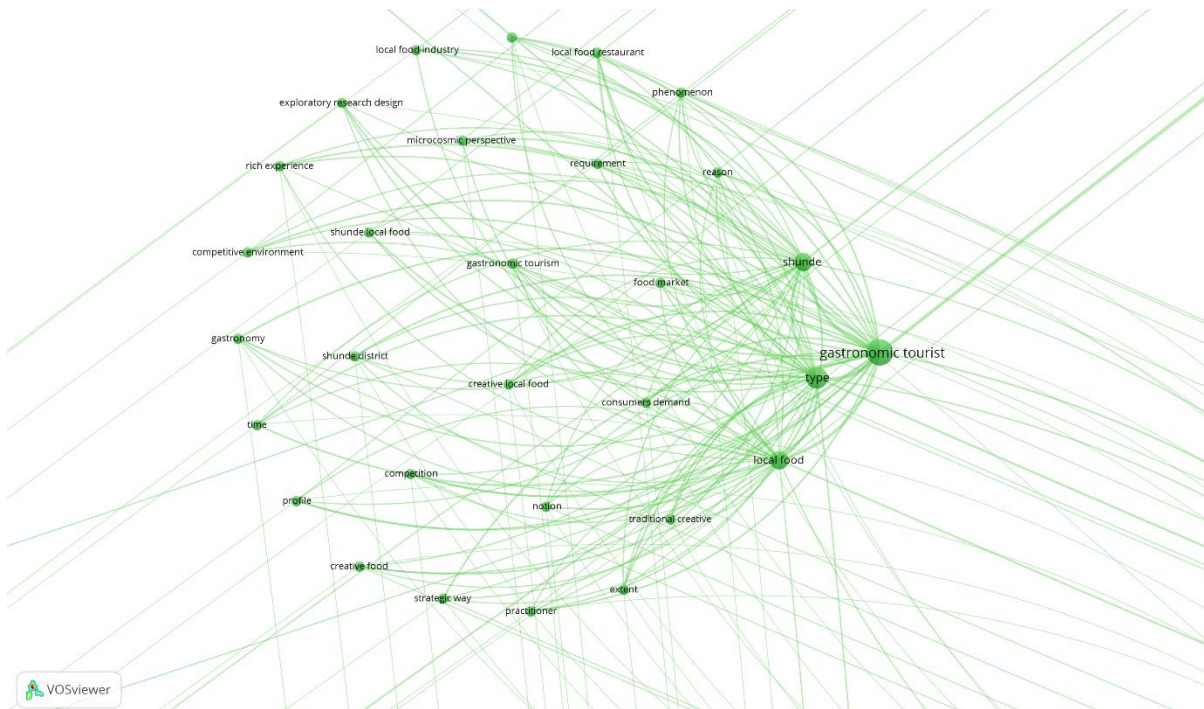 local food industry
local food restaurant
phenomenon
exploratory research design
microcosmic perspective
requirement
rich experience
reason
shunde local food
competitive environment
gastronomic tourism
shunde
food market
gastronomy
shunde district
gastronomic tourist
type
creative local food
consumers demand
time
local food
competition
profile
notion
traditional creative
creative food
extent
strategic way
practitioner
VOSviewer